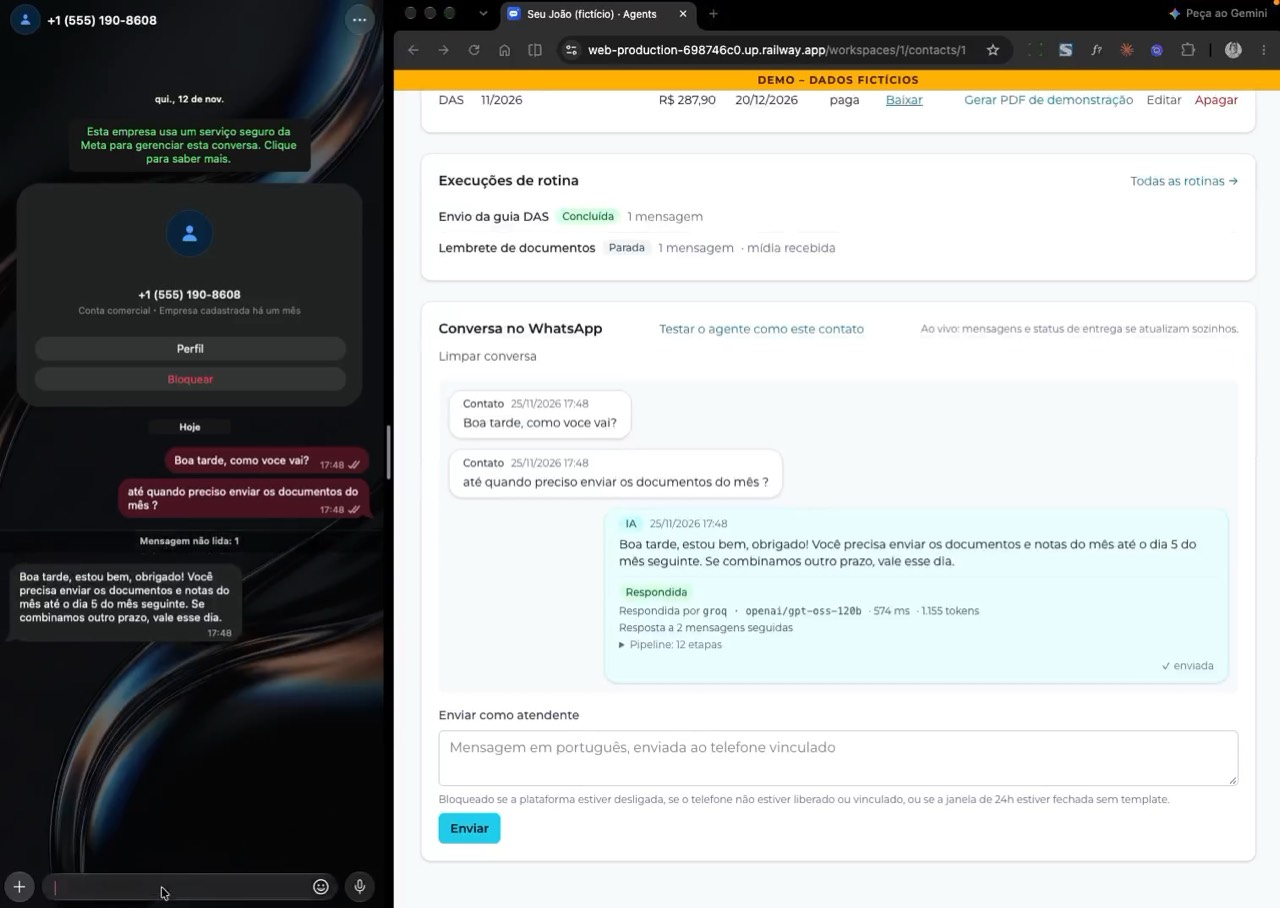 +1 (555) 190-8608
qui., 12 de nov.
Esta empresa usa um serviço seguro da
Meta para gerenciar esta conversa. Clique
para saber mais.
+1 (555) 190-8608
Conta comercial • Empresa cadastrada há um mês
Perfil
Bloquear
Hoje
Boa tarde, como voce vai? 17:48
até quando preciso enviar os documentos do
mês ? 17:48
Mensagem não lida: 1
Boa tarde, estou bem, obrigado! Você
precisa enviar os documentos e notas do
mês até o dia 5 do mês seguinte. Se
combinamos outro prazo, vale esse dia.
17:48
Seu João (fictício) · Agents
Peça ao Gemini
web-production-698746c0.up.railway.app/workspaces/1/contacts/1
DEMO – DADOS FICTÍCIOS
DAS 11/2026 R$ 287,90 20/12/2026 paga Baixar Gerar PDF de demonstração Editar Apagar
Execuções de rotina Todas as rotinas →
Envio da guia DAS Concluída 1 mensagem
Lembrete de documentos Parada 1 mensagem · mídia recebida
Conversa no WhatsApp Testar o agente como este contato Ao vivo: mensagens e status de entrega se atualizam sozinhos.
Limpar conversa
Contato 25/11/2026 17:48
Boa tarde, como voce vai?
Contato 25/11/2026 17:48
até quando preciso enviar os documentos do mês ?
IA 25/11/2026 17:48
Boa tarde, estou bem, obrigado! Você precisa enviar os documentos e notas do mês até o dia 5 do
mês seguinte. Se combinamos outro prazo, vale esse dia.
Respondida
Respondida por groq · openai/gpt-oss-120b · 574 ms · 1.155 tokens
Resposta a 2 mensagens seguidas
▸ Pipeline: 12 etapas
✓ enviada
Enviar como atendente
Mensagem em português, enviada ao telefone vinculado
Bloqueado se a plataforma estiver desligada, se o telefone não estiver liberado ou vinculado, ou se a janela de 24h estiver fechada sem template.
Enviar